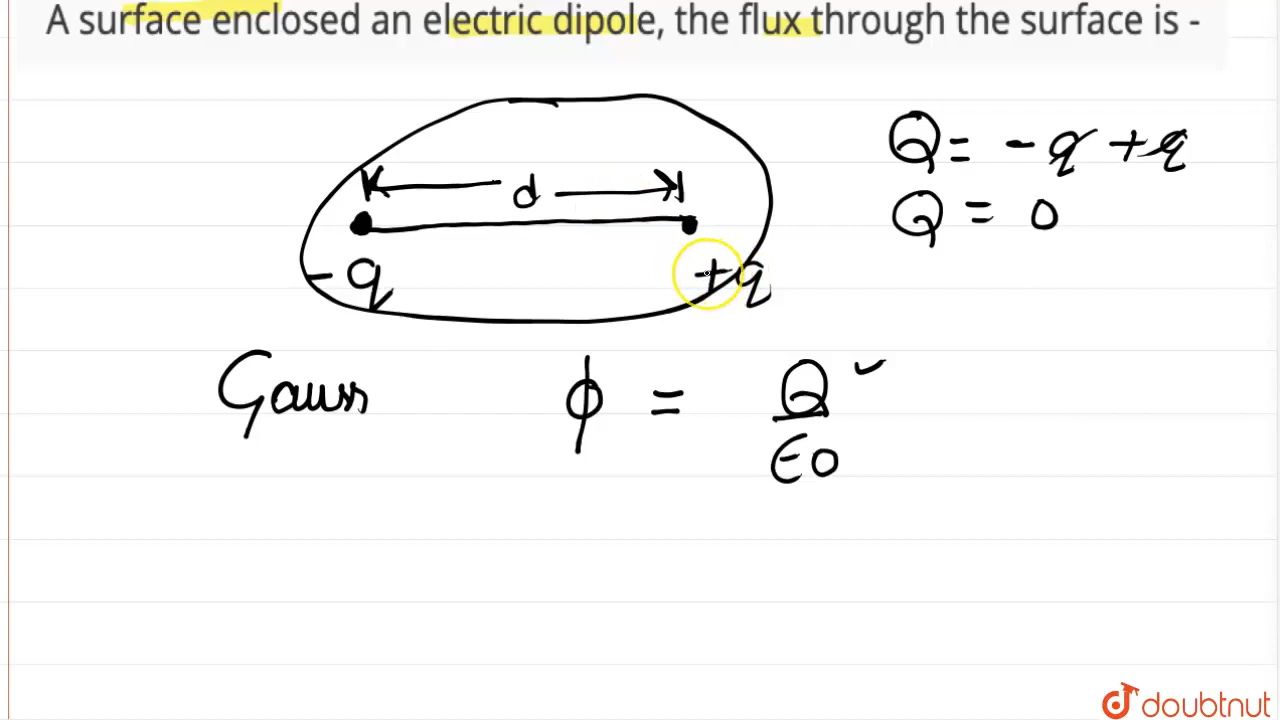 A surface enclosed an electric dipole, the flux through the surface is -
d
-q
+q
Q = -q +q
Q = 0
Gauss ϕ = Q/ϵ0
doubtnut